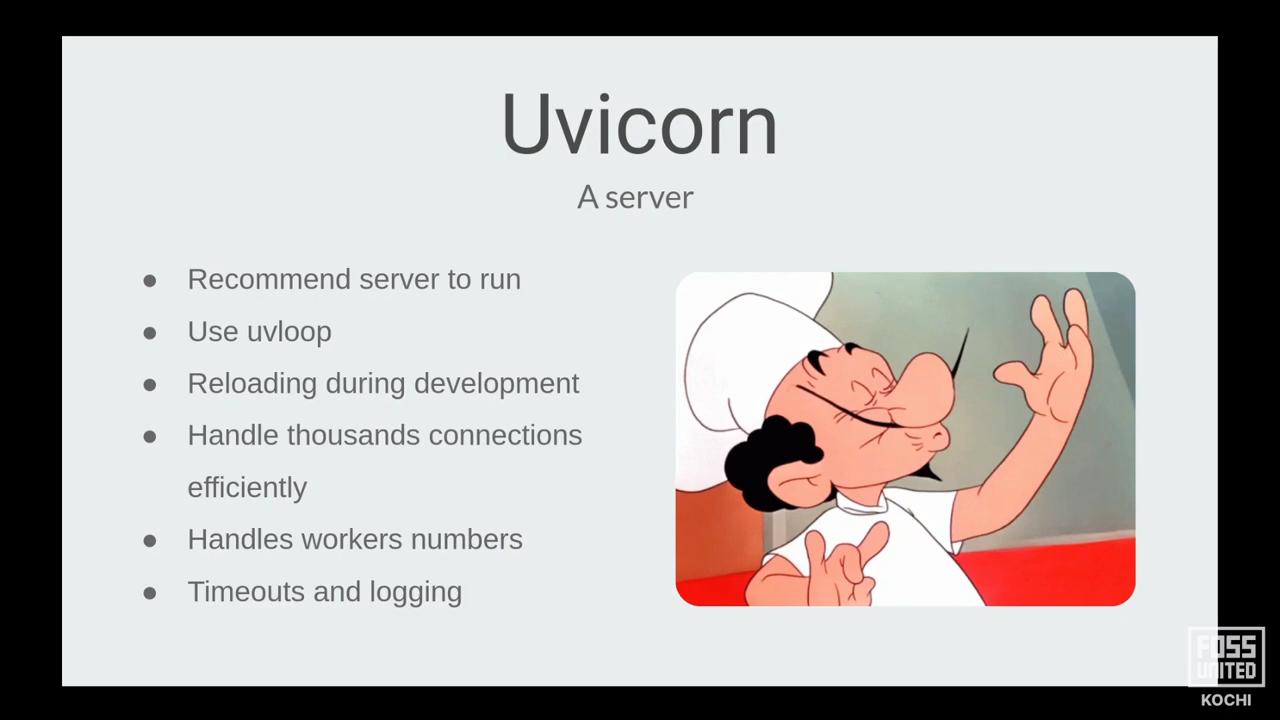 Uvicorn
A server
● Recommend server to run
● Use uvloop
● Reloading during development
● Handle thousands connections
efficiently
● Handles workers numbers
● Timeouts and logging
FOSS
UNITED
KOCHI